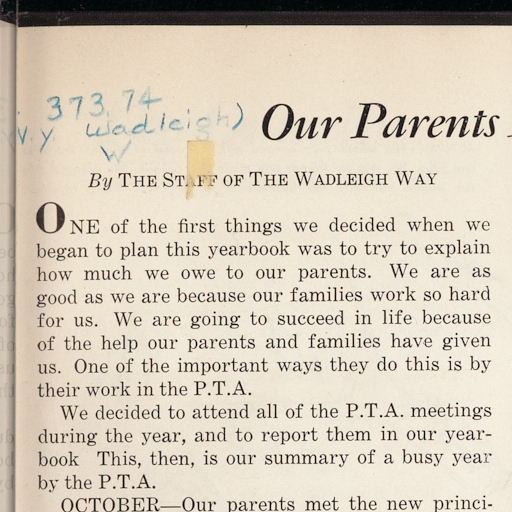 373.74
N.Y Wadleigh)
W
Our Parents
By THE STAFF OF THE WADLEIGH WAY
ONE of the first things we decided when we
began to plan this yearbook was to try to explain
how much we owe to our parents. We are as
good as we are because our families work so hard
for us. We are going to succeed in life because
of the help our parents and families have given
us. One of the important ways they do this is by
their work in the P.T.A.
We decided to attend all of the P.T.A. meetings
during the year, and to report them in our year-
book This, then, is our summary of a busy year
by the P.T.A.
OCTOBER—Our parents met the new princi-